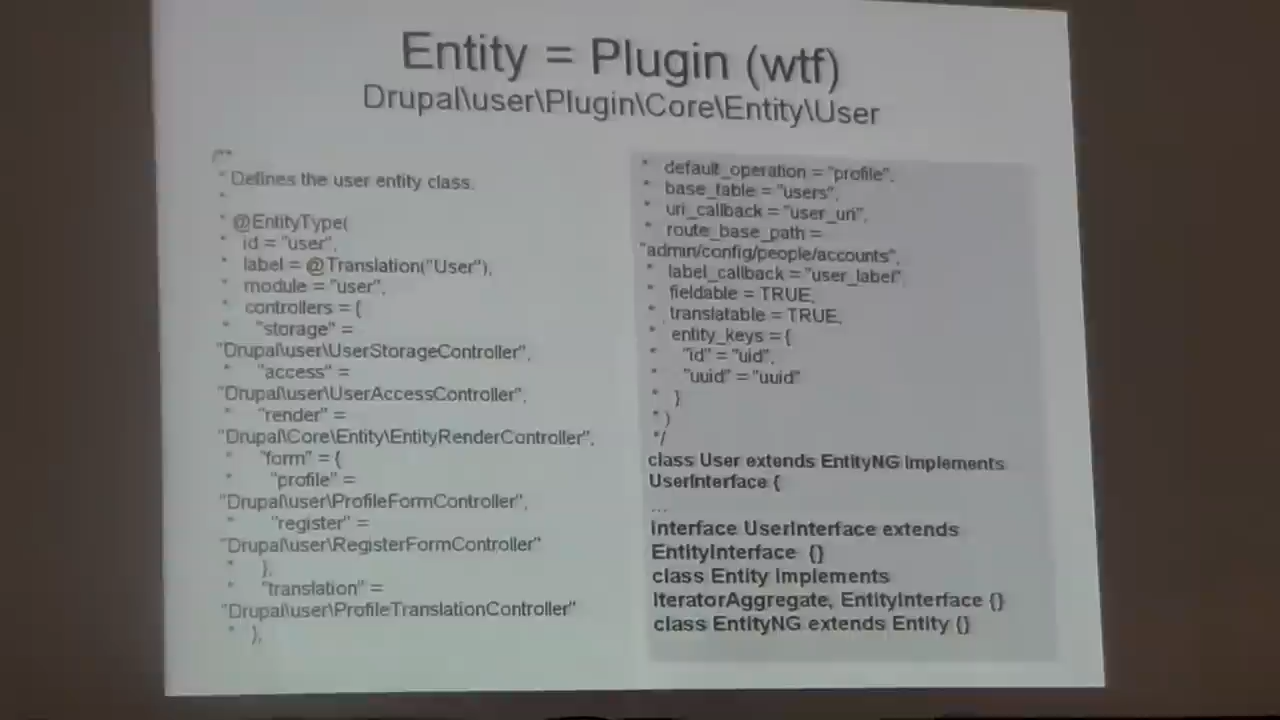 Entity = Plugin (wtf)
Drupal\user\Plugin\Core\Entity\User
/**
* Defines the user entity class.
*
* @EntityType(
*   id = "user",
*   label = @Translation("User"),
*   module = "user",
*   controllers = {
*     "storage" =
"Drupal\user\UserStorageController",
*     "access" =
"Drupal\user\UserAccessController",
*     "render" =
"Drupal\Core\Entity\EntityRenderController",
*     "form" = {
*       "profile" =
"Drupal\user\ProfileFormController",
*       "register" =
"Drupal\user\RegisterFormController"
*     },
*     "translation" =
"Drupal\user\ProfileTranslationController"
*   },
*   default_operation = "profile",
*   base_table = "users",
*   uri_callback = "user_uri",
*   route_base_path =
"admin/config/people/accounts",
*   label_callback = "user_label",
*   fieldable = TRUE,
*   translatable = TRUE,
*   entity_keys = {
*     "id" = "uid",
*     "uuid" = "uuid"
*   }
* )
*/
class User extends EntityNG implements
UserInterface {
...
interface UserInterface extends
EntityInterface {}
class Entity implements
IteratorAggregate, EntityInterface {}
class EntityNG extends Entity {}